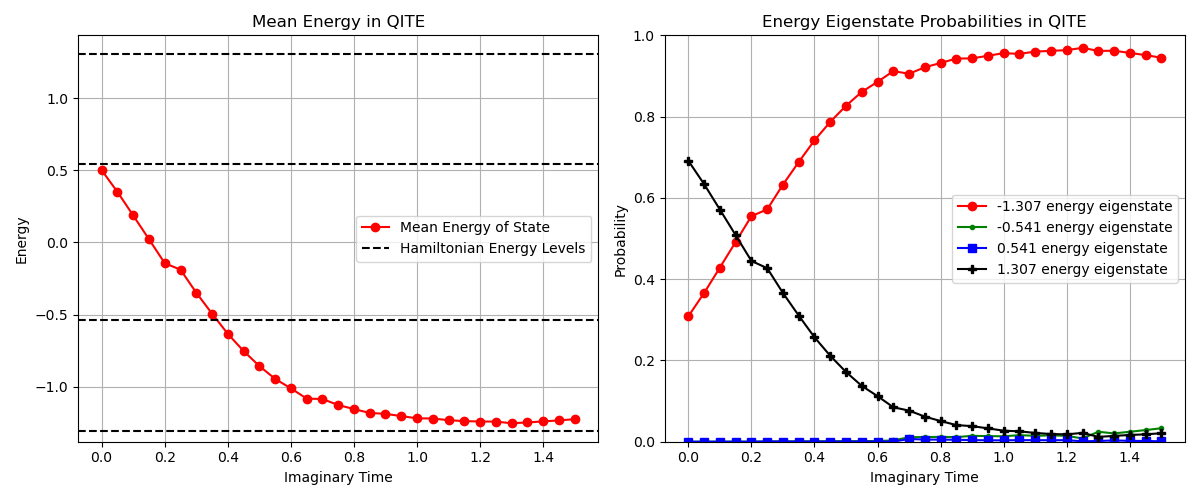 Mean Energy in QITE
1.0
0.5
0.0
−0.5
−1.0
Energy
Mean Energy of State
Hamiltonian Energy Levels
0.0 0.2 0.4 0.6 0.8 1.0 1.2 1.4
Imaginary Time
Energy Eigenstate Probabilities in QITE
1.0
0.8
0.6
0.4
0.2
0.0
Probability
-1.307 energy eigenstate
-0.541 energy eigenstate
0.541 energy eigenstate
1.307 energy eigenstate
0.0 0.2 0.4 0.6 0.8 1.0 1.2 1.4
Imaginary Time